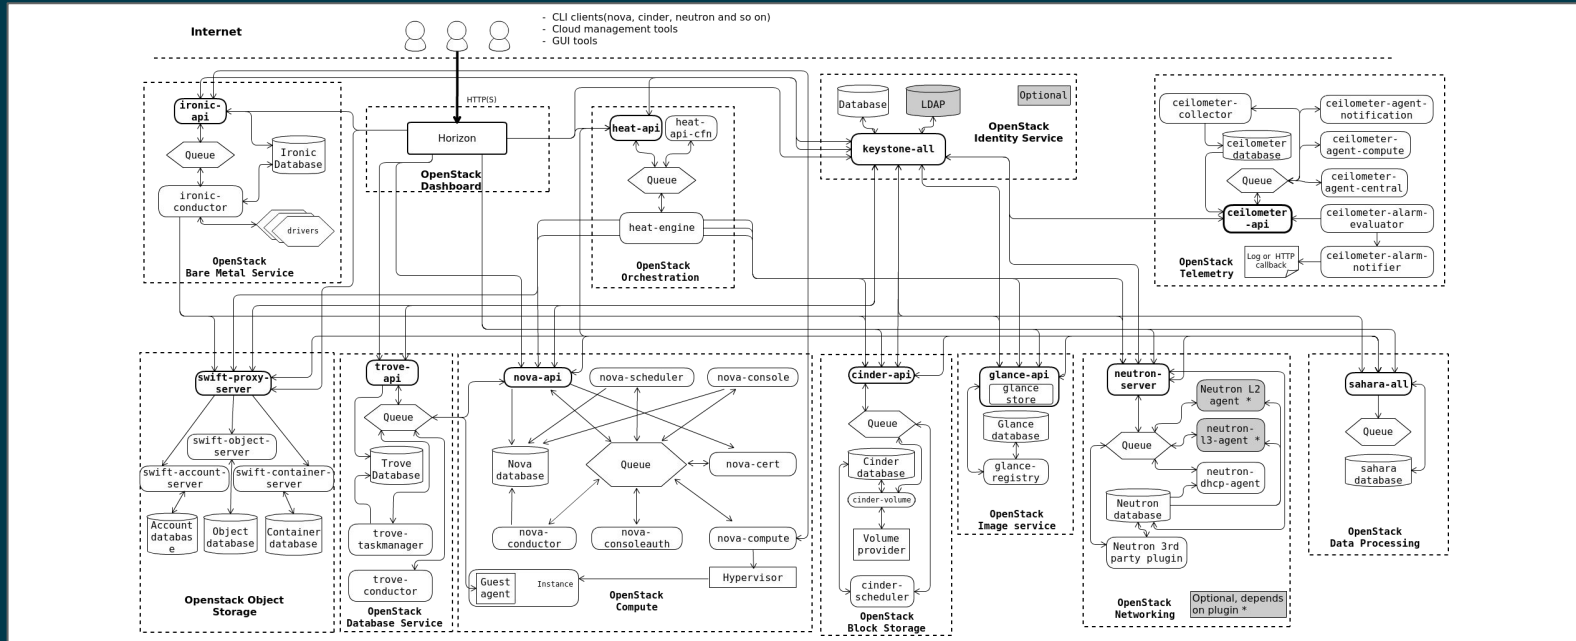 Internet
- CLI clients(nova, cinder, neutron and so on)
- Cloud management tools
- GUI tools
HTTP(S)
ironic-
api
Queue
Ironic
Database
ironic-
conductor
drivers
OpenStack
Bare Metal Service
Horizon
OpenStack
Dashboard
heat-api
heat-
api-cfn
Queue
heat-engine
OpenStack
Orchestration
Database
LDAP
Optional
OpenStack
Identity Service
keystone-all
ceilometer-
collector
ceilometer-agent-
notification
ceilometer
database
ceilometer-
agent-compute
Queue
ceilometer-
agent-central
ceilometer
-api
ceilometer-alarm-
evaluator
Log or HTTP
callback
ceilometer-alarm-
notifier
OpenStack
Telemetry
swift-proxy-
server
swift-object-
server
swift-account-
server
swift-container-
server
Account
databas
e
Object
database
Container
database
Openstack Object
Storage
trove-
api
Queue
Trove
Database
trove-
taskmanager
trove-
conductor
OpenStack
Database Service
nova-api
nova-scheduler
nova-console
Nova
database
Queue
nova-cert
nova-
conductor
nova-
consoleauth
nova-compute
Guest
agent
Instance
Hypervisor
OpenStack
Compute
cinder-api
Queue
Cinder
database
cinder-volume
Volume
provider
cinder-
scheduler
OpenStack
Block Storage
glance-api
glance
store
Glance
database
glance-
registry
OpenStack
Image service
neutron-
server
Neutron L2
agent *
Queue
neutron-
l3-agent *
neutron-
dhcp-agent
Neutron
database
Neutron 3rd
party plugin
OpenStack
Networking
Optional, depends
on plugin *
sahara-all
Queue
sahara
database
OpenStack
Data Processing